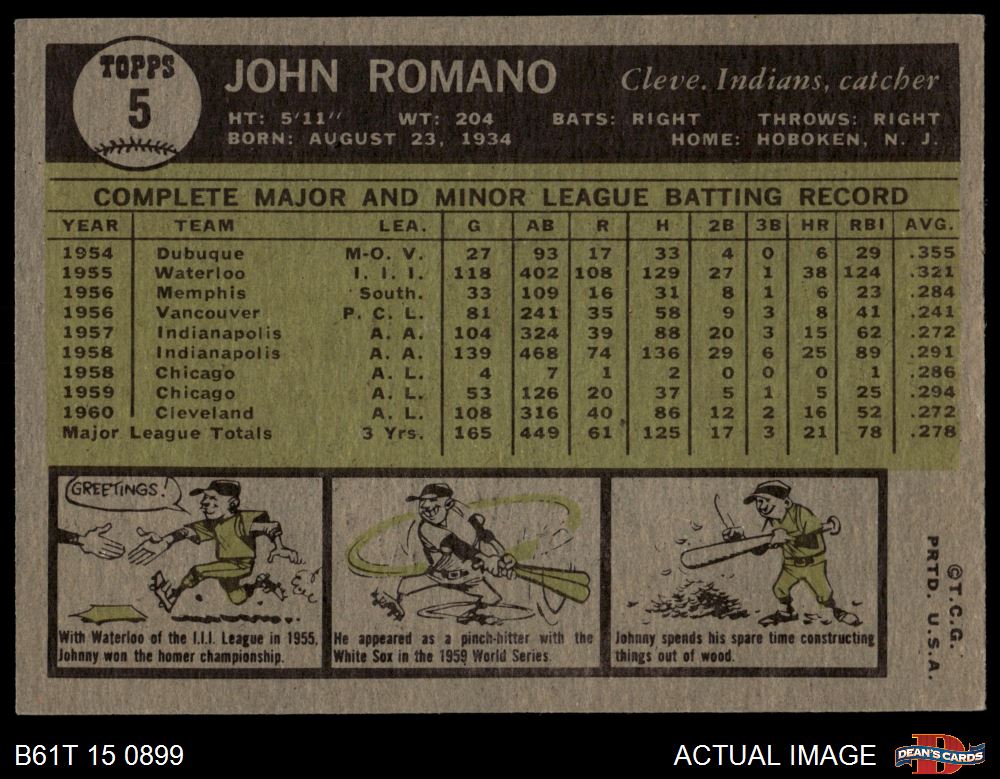 TOPPS
5
JOHN ROMANO Cleve. Indians, catcher
HT: 5'11" WT: 204 BATS: RIGHT THROWS: RIGHT
BORN: AUGUST 23, 1934 HOME: HOBOKEN, N. J.
COMPLETE MAJOR AND MINOR LEAGUE BATTING RECORD
YEAR TEAM LEA. G AB R H 2B 3B HR RBI AVG.
1954 Dubuque M-O. V. 27 93 17 33 4 0 6 29 .355
1955 Waterloo I. I. I. 118 402 108 129 27 1 38 124 .321
1956 Memphis South. 33 109 16 31 8 1 6 23 .284
1956 Vancouver P. C. L. 81 241 35 58 9 3 8 41 .241
1957 Indianapolis A. A. 104 324 39 88 20 3 15 62 .272
1958 Indianapolis A. A. 139 468 74 136 29 6 25 89 .291
1958 Chicago A. L. 4 7 1 2 0 0 0 1 .286
1959 Chicago A. L. 53 126 20 37 5 1 5 25 .294
1960 Cleveland A. L. 108 316 40 86 12 2 16 52 .272
Major League Totals 3 Yrs. 165 449 61 125 17 3 21 78 .278
GREETINGS!
With Waterloo of the I.I.I. League in 1955,
Johnny won the homer championship.
He appeared as a pinch-hitter with the
White Sox in the 1959 World Series.
Johnny spends his spare time constructing
things out of wood.
©T.C.G.
PRTD. U.S.A.
B61T 15 0899 ACTUAL IMAGE
DEAN'S CARDS